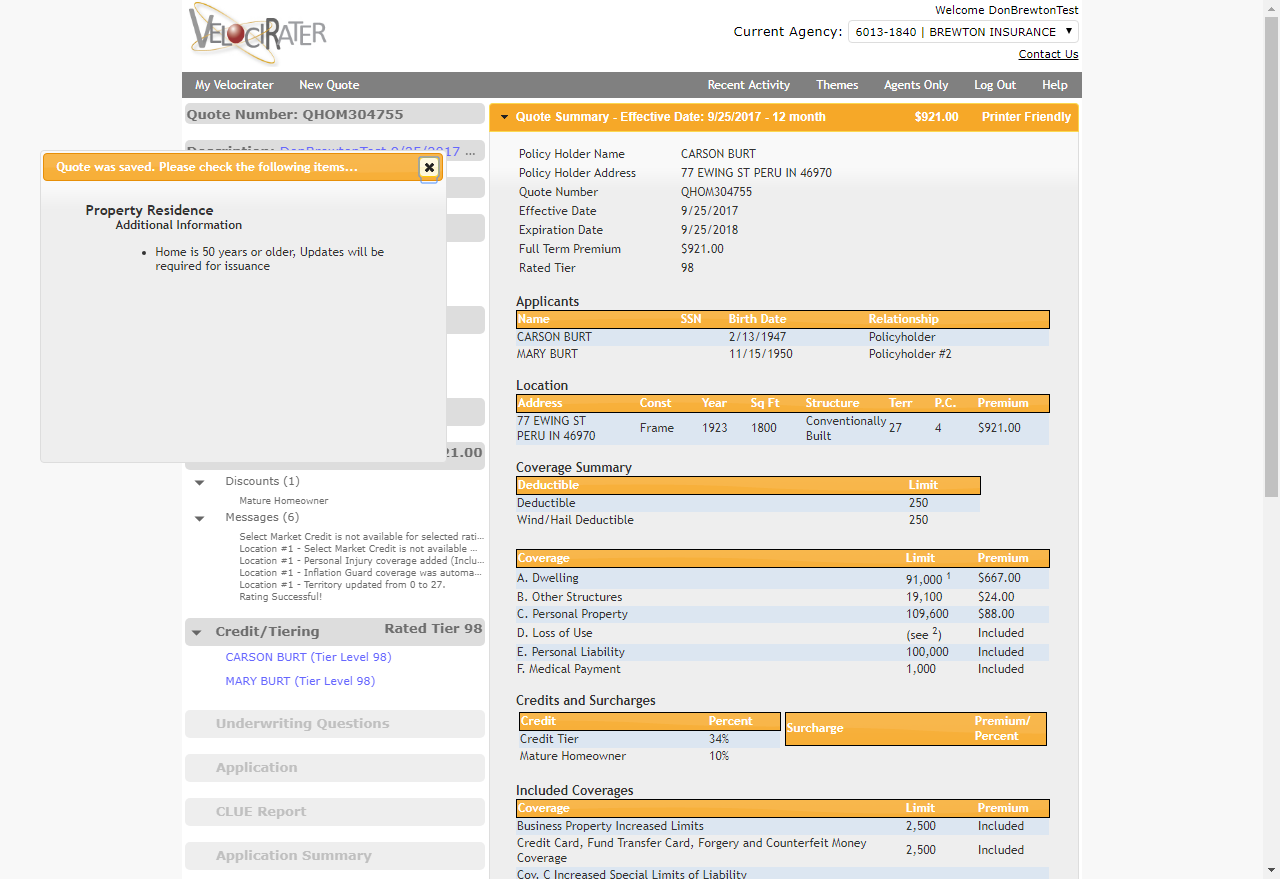 VELOCIRATER
Welcome DonBrewtonTest
Current Agency: 6013-1840 | BREWTON INSURANCE
Contact Us
My Velocirater New Quote Recent Activity Themes Agents Only Log Out Help
Quote Number: QHOM304755
Description: DonBrewtonTest 9/25/2017 ...
Quote was saved. Please check the following items...
Property Residence
Additional Information
• Home is 50 years or older, Updates will be
required for issuance
21.00
Discounts (1)
Mature Homeowner
Messages (6)
Select Market Credit is not available for selected rati...
Location #1 - Select Market Credit is not available ...
Location #1 - Personal Injury coverage added (Inclu...
Location #1 - Inflation Guard coverage was automa...
Location #1 - Territory updated from 0 to 27.
Rating Successful!
Credit/Tiering Rated Tier 98
CARSON BURT (Tier Level 98)
MARY BURT (Tier Level 98)
Underwriting Questions
Application
CLUE Report
Application Summary
Quote Summary - Effective Date: 9/25/2017 - 12 month $921.00 Printer Friendly
Policy Holder Name CARSON BURT
Policy Holder Address 77 EWING ST PERU IN 46970
Quote Number QHOM304755
Effective Date 9/25/2017
Expiration Date 9/25/2018
Full Term Premium $921.00
Rated Tier 98
Applicants
Name SSN Birth Date Relationship
CARSON BURT 2/13/1947 Policyholder
MARY BURT 11/15/1950 Policyholder #2
Location
Address Const Year Sq Ft Structure Terr P.C. Premium
77 EWING ST
PERU IN 46970 Frame 1923 1800 Conventionally
Built 27 4 $921.00
Coverage Summary
Deductible Limit
Deductible 250
Wind/Hail Deductible 250
Coverage Limit Premium
A. Dwelling 91,000 1 $667.00
B. Other Structures 19,100 $24.00
C. Personal Property 109,600 $88.00
D. Loss of Use (see 2) Included
E. Personal Liability 100,000 Included
F. Medical Payment 1,000 Included
Credits and Surcharges
Credit Percent
Credit Tier 34%
Mature Homeowner 10%
Surcharge Premium/
Percent
Included Coverages
Coverage Limit Premium
Business Property Increased Limits 2,500 Included
Credit Card, Fund Transfer Card, Forgery and Counterfeit Money
Coverage 2,500 Included
Cov. C Increased Special Limits of Liability